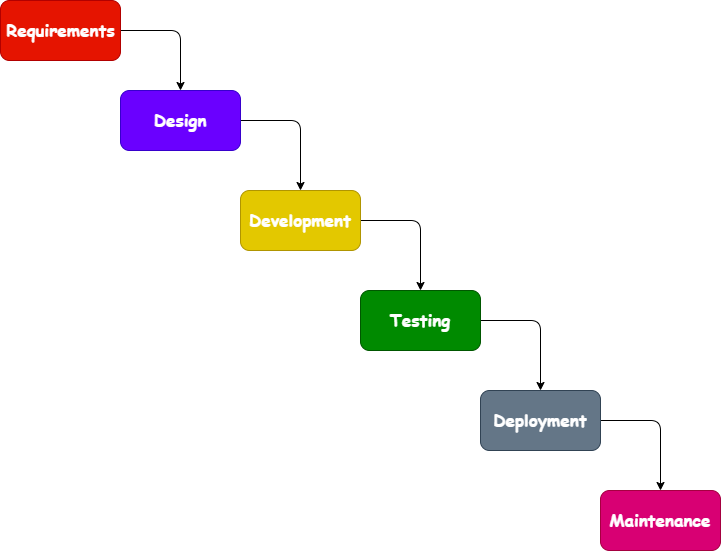 Requirements
Design
Development
Testing
Deployment
Maintenance